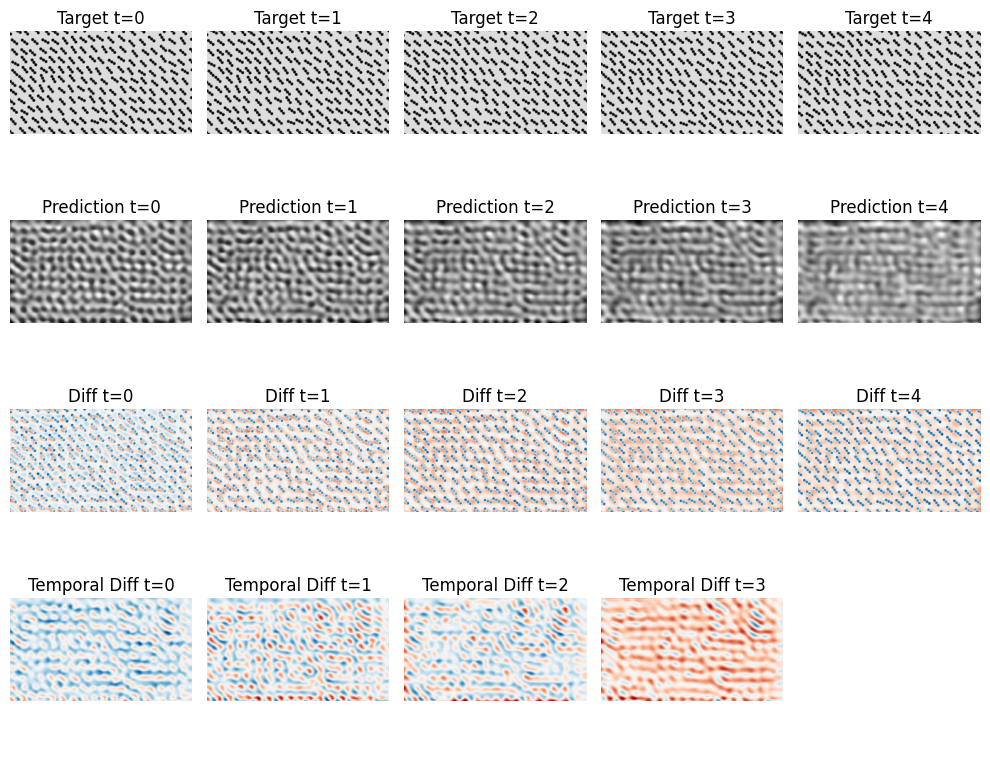 Target t=0 Target t=1 Target t=2 Target t=3 Target t=4
Prediction t=0 Prediction t=1 Prediction t=2 Prediction t=3 Prediction t=4
Diff t=0 Diff t=1 Diff t=2 Diff t=3 Diff t=4
Temporal Diff t=0 Temporal Diff t=1 Temporal Diff t=2 Temporal Diff t=3